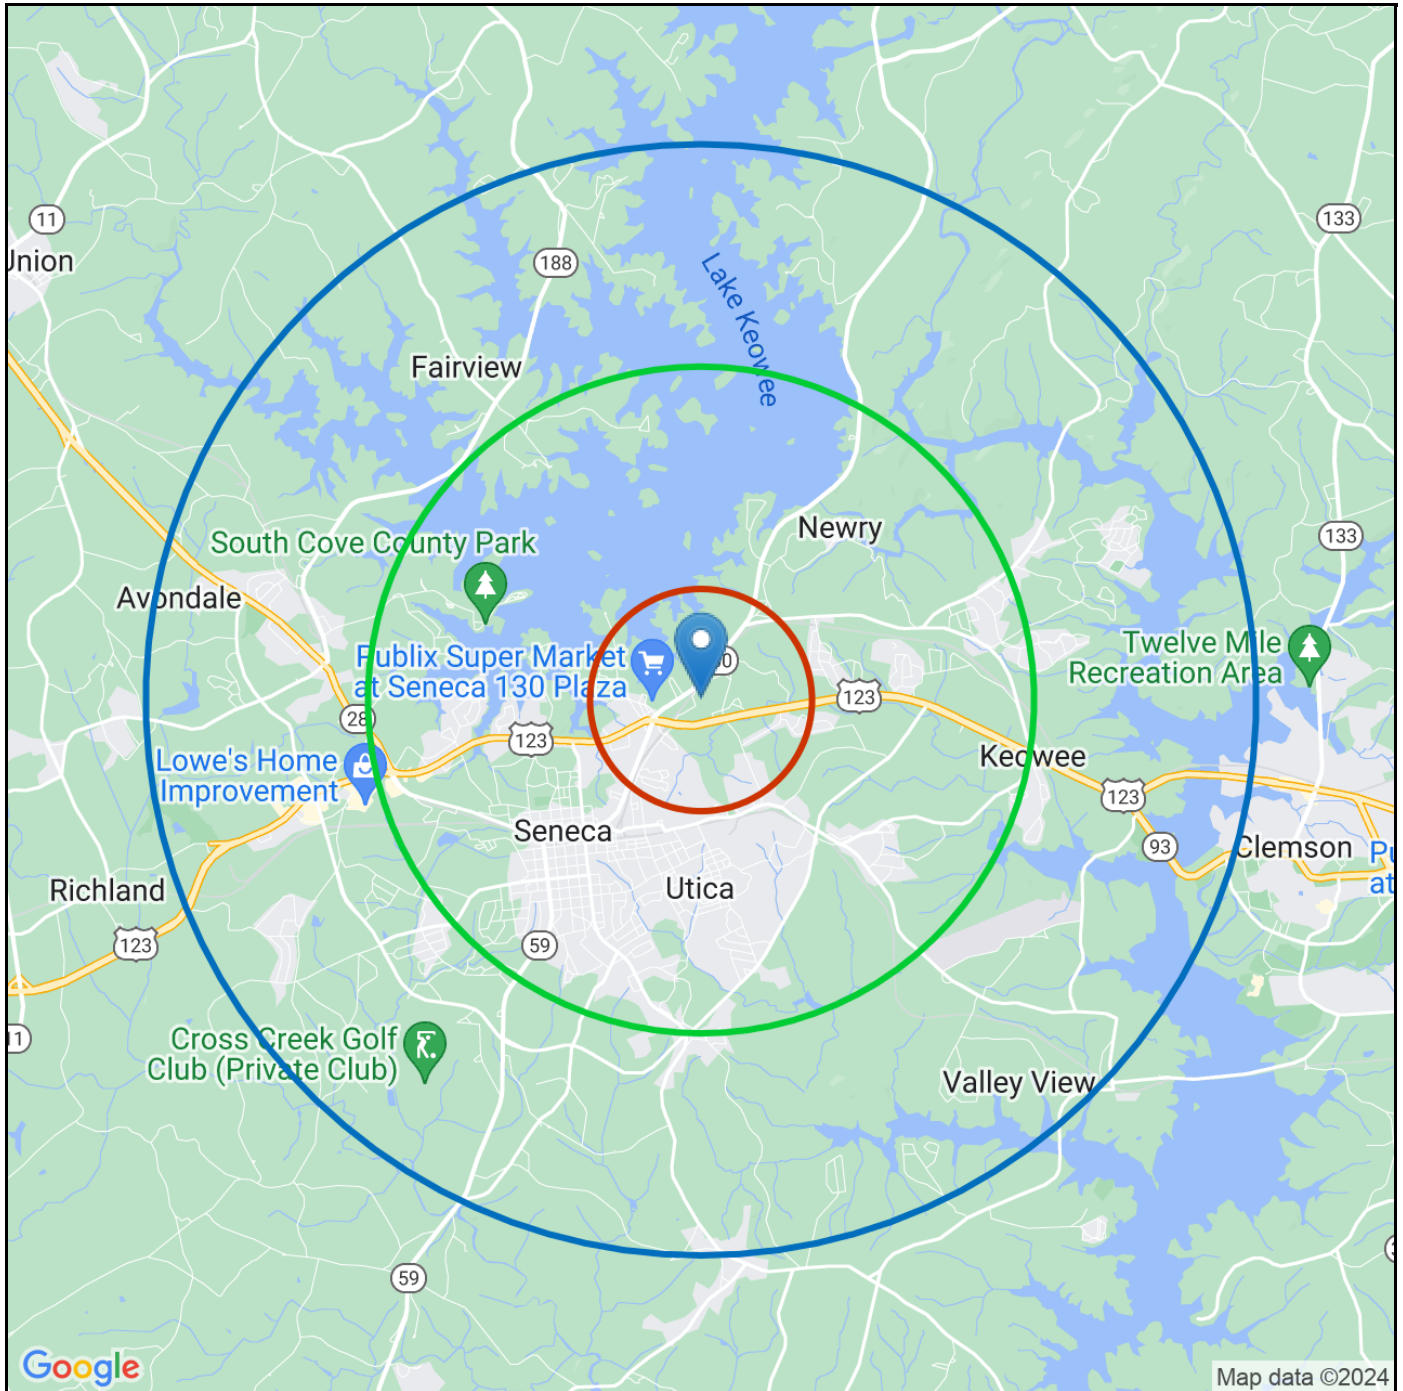 11
Union
133
188
Lake Keowee
Fairview
Newry
South Cove County Park
133
Avondale
Publix Super Market
at Seneca 130 Plaza
Twelve Mile
Recreation Area
123
28
123
Lowe's Home
Improvement
Keowee
123
Seneca
93
Clemson
Richland
Utica
123
59
Cross Creek Golf
Club (Private Club)
Valley View
59
Google
Map data ©2024